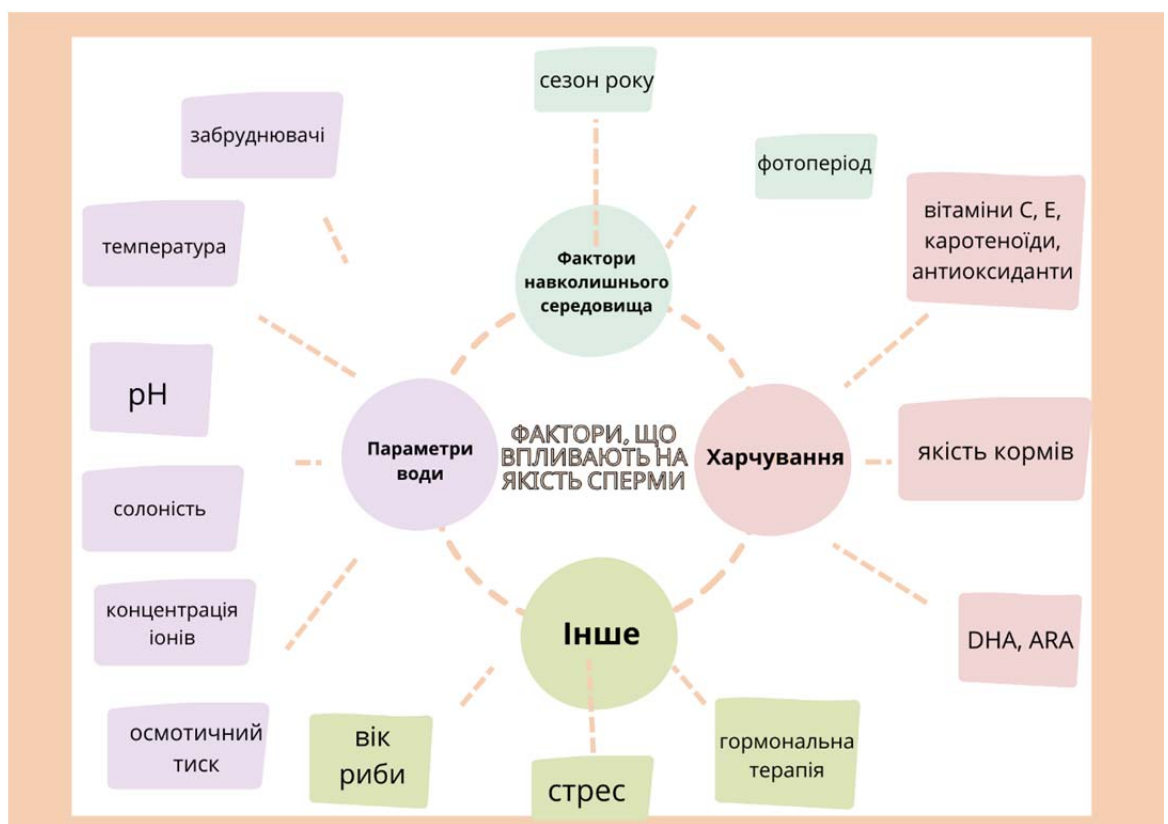 сезон року
забруднювачі
фотоперіод
вітаміни С, Е,
каротеноїди,
антиоксиданти
температура
Фактори
навколишнього
середовища
pH
Параметри
води
ФАКТОРИ, ЩО
ВПЛИВАЮТЬ НА
ЯКІСТЬ СПЕРМИ
Харчування
якість кормів
солоність
концентрація
іонів
Інше
DHA, ARA
осмотичний
тиск
вік
риби
стрес
гормональна
терапія